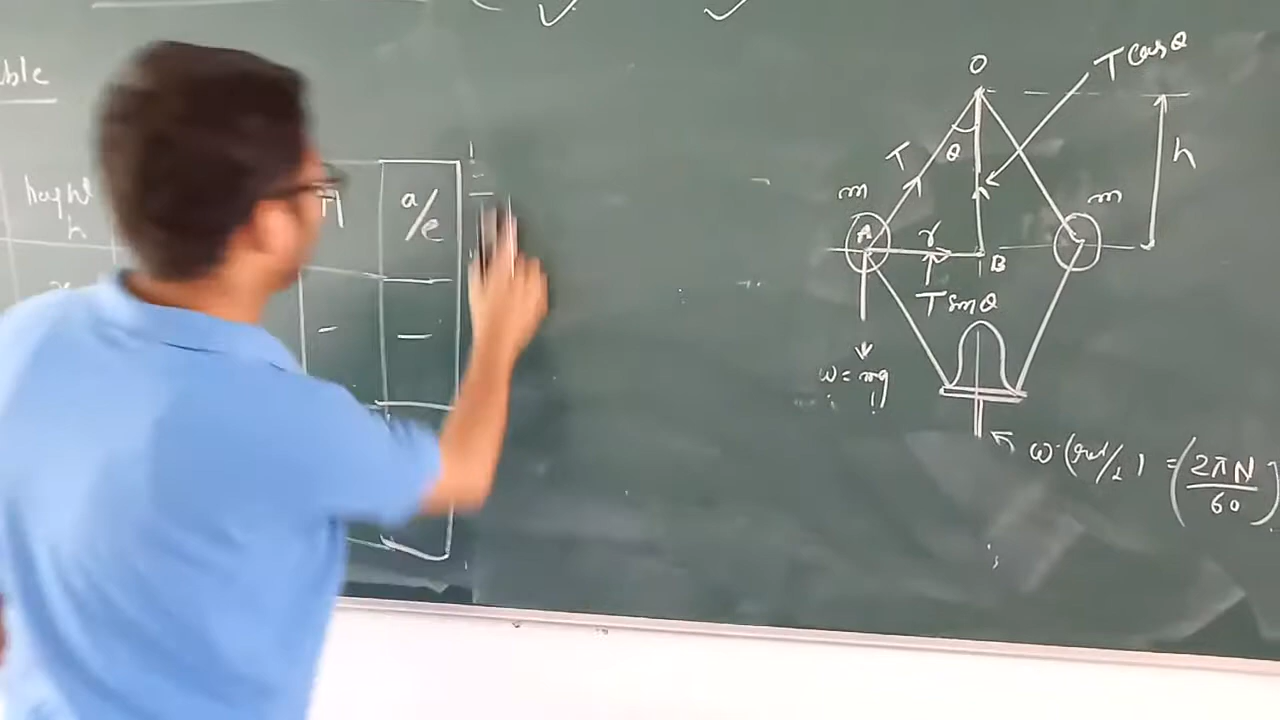 ble
height
h
a/e
-
-
O
T cos θ
T
θ
h
m
m
A
r
B
T sin θ
w = mg
ω (rad/s) = (2πN/60)